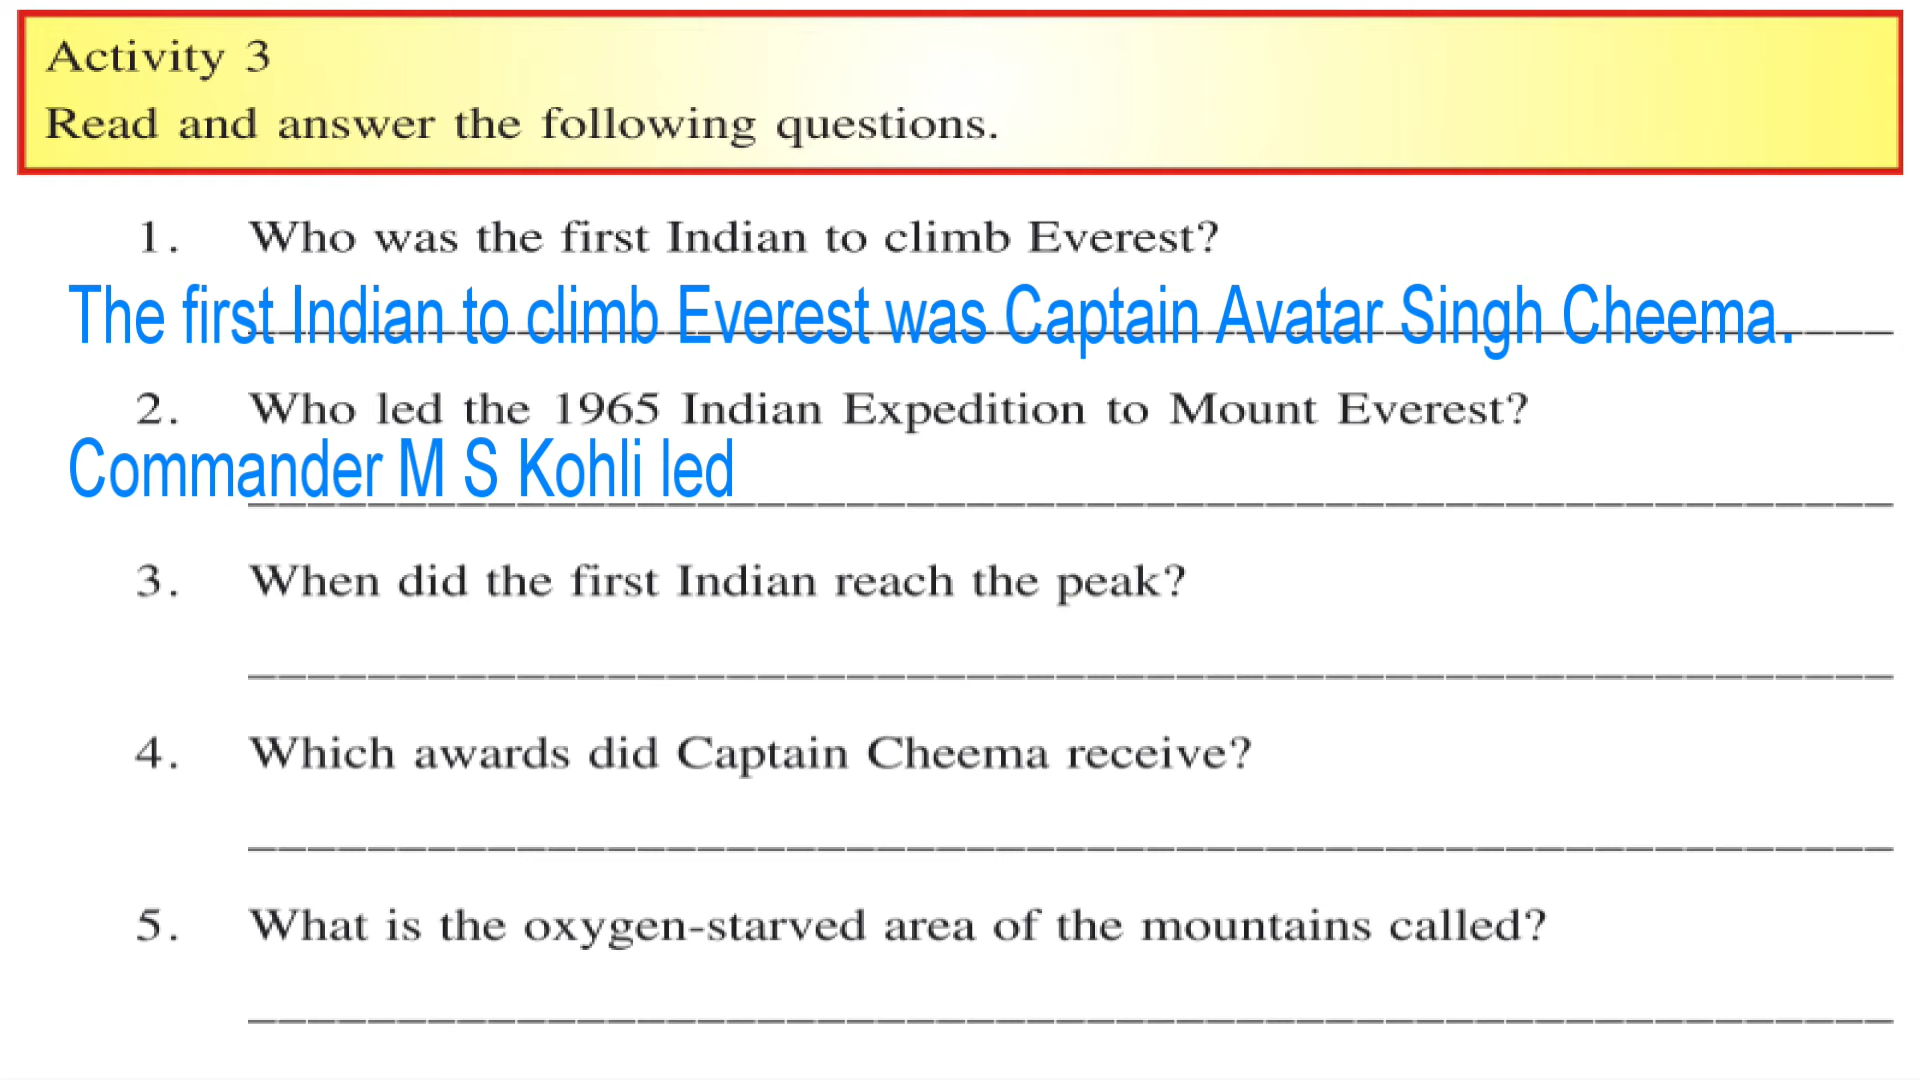 Activity 3
Read and answer the following questions.
1. Who was the first Indian to climb Everest?
The first Indian to climb Everest was Captain Avatar Singh Cheema.
2. Who led the 1965 Indian Expedition to Mount Everest?
Commander M S Kohli led
3. When did the first Indian reach the peak?
4. Which awards did Captain Cheema receive?
5. What is the oxygen-starved area of the mountains called?